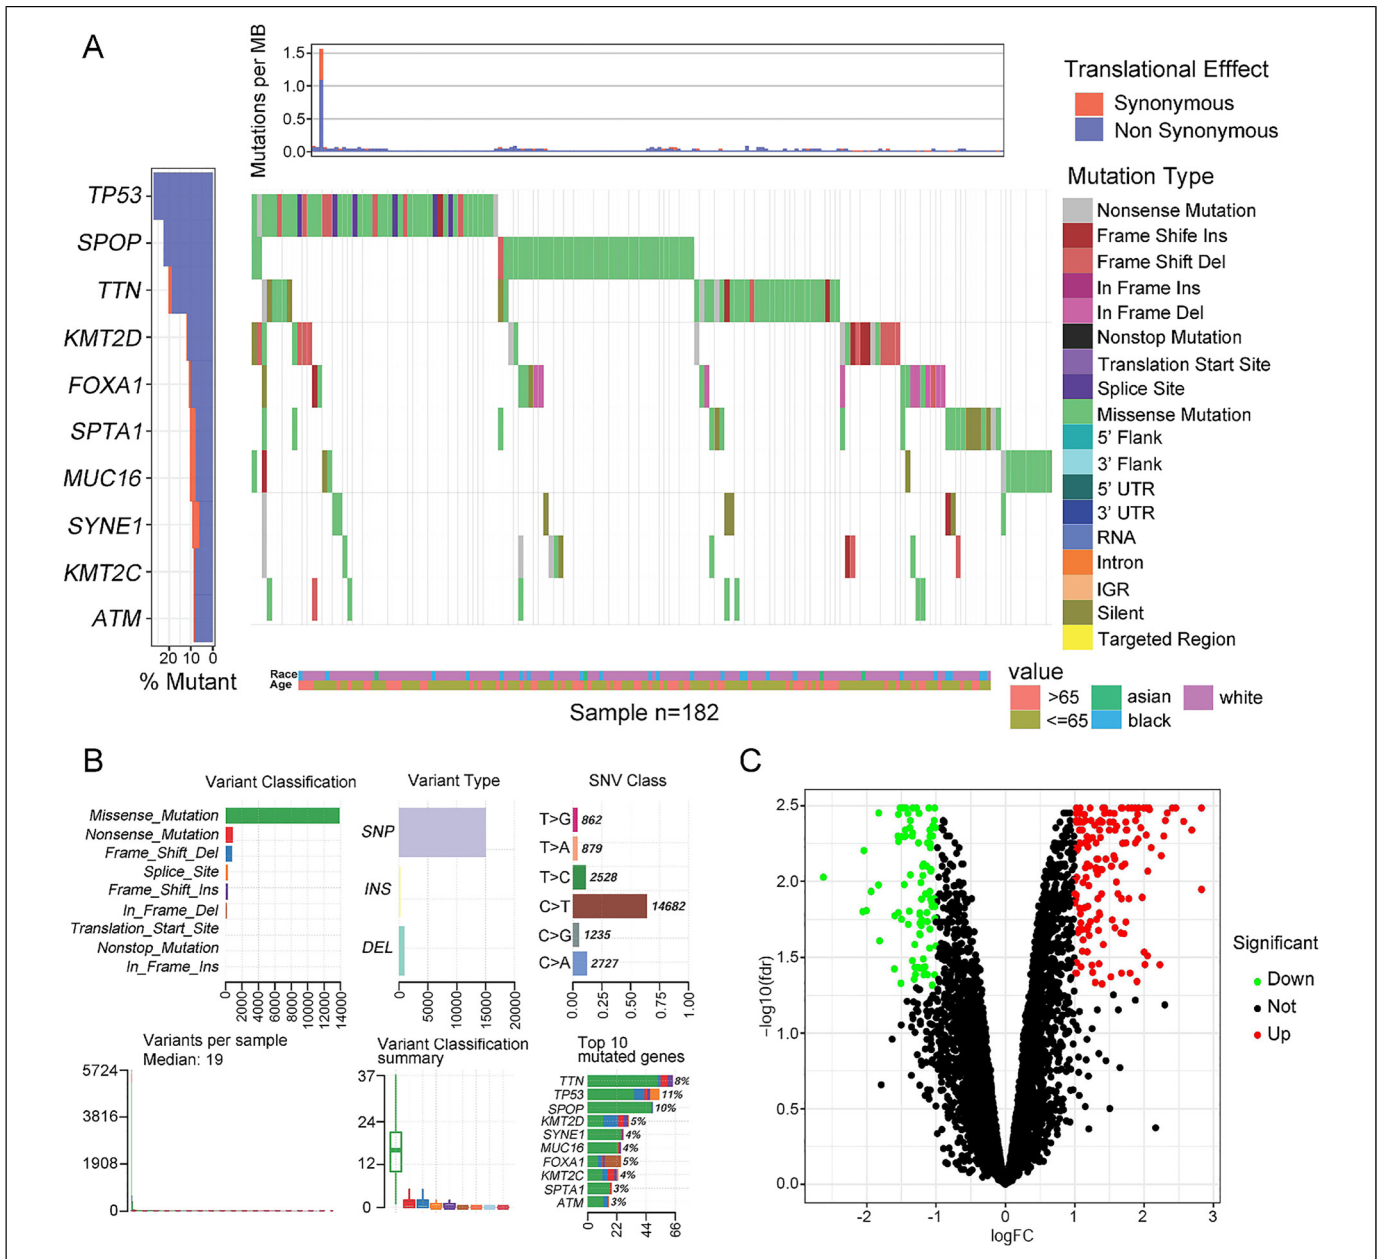 A
Mutations per MB
1.5
1.0
0.5
0.0
Translational Efffect
Synonymous
Non Synonymous
TP53
SPOP
TTN
KMT2D
FOXA1
SPTA1
MUC16
SYNE1
KMT2C
ATM
20 10 0
% Mutant
Mutation Type
Nonsense Mutation
Frame Shife Ins
Frame Shift Del
In Frame Ins
In Frame Del
Nonstop Mutation
Translation Start Site
Splice Site
Missense Mutation
5' Flank
3' Flank
5' UTR
3' UTR
RNA
Intron
IGR
Silent
Targeted Region
Race
Age
Sample n=182
value
>65 asian white
<=65 black
B
Variant Classification
Missense_Mutation
Nonsense_Mutation
Frame_Shift_Del
Splice_Site
Frame_Shift_Ins
In_Frame_Del
Translation_Start_Site
Nonstop_Mutation
In_Frame_Ins
0 2000 4000 6000 8000 10000 12000 14000
Variant Type
SNP
INS
DEL
0 5000 10000 15000 20000
SNV Class
T>G 862
T>A 879
T>C 2528
C>T 14682
C>G 1235
C>A 2727
0.00 0.25 0.50 0.75 1.00
Variants per sample
Median: 19
5724
3816
1908
0
Variant Classification
summary
37
24
12
0
Top 10
mutated genes
TTN 8%
TP53 11%
SPOP 10%
KMT2D 5%
SYNE1 4%
MUC16 4%
FOXA1 5%
KMT2C 4%
SPTA1 3%
ATM 3%
0 22 44 66
C
−log10(fdr)
2.5
2.0
1.5
1.0
0.5
0.0
-2 -1 0 1 2 3
logFC
Significant
Down
Not
Up